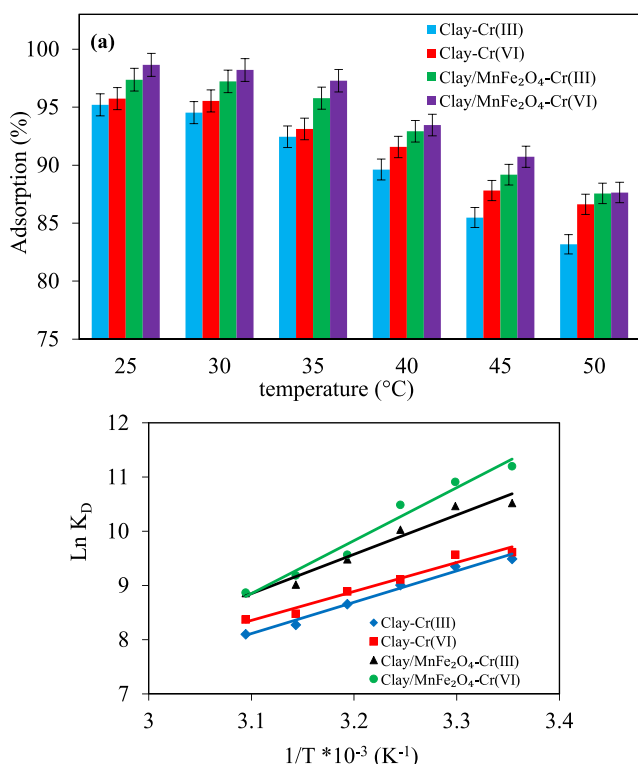 (a)
Clay-Cr(III)
Clay-Cr(VI)
Clay/MnFe₂O₄-Cr(III)
Clay/MnFe₂O₄-Cr(VI)
Adsorption (%)
100
95
90
85
80
75
25 30 35 40 45 50
temperature (°C)
12
11
10
9
8
7
Ln K_D
Clay-Cr(III)
Clay-Cr(VI)
Clay/MnFe₂O₄-Cr(III)
Clay/MnFe₂O₄-Cr(VI)
3 3.1 3.2 3.3 3.4
1/T *10⁻³ (K⁻¹)